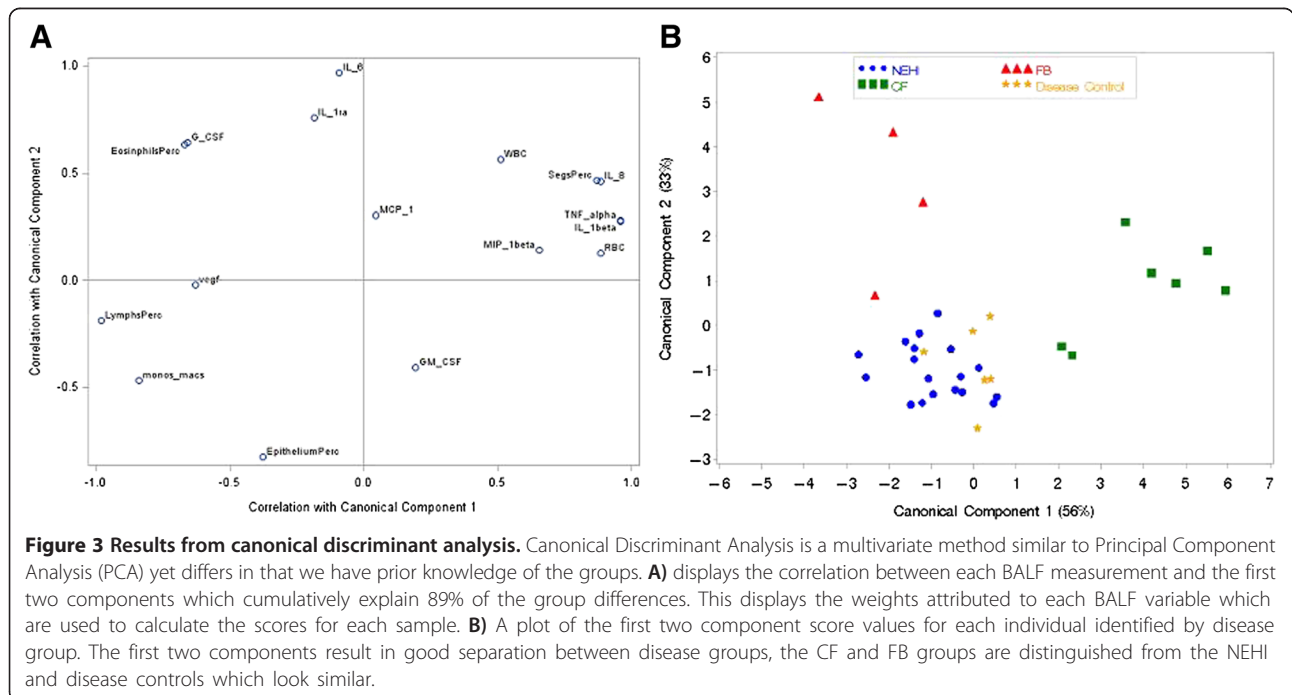 A
B
1.0
0.5
0.0
-0.5
-1.0
-0.5
0.0
0.5
1.0
Correlation with Canonical Component 2
Correlation with Canonical Component 1
IL_6
IL_1ra
G_CSF
EosinphilsPerc
WBC
SegsPerc
IL_8
MCP_1
TNF_alpha
IL_1beta
MIP_1beta
RBC
vegf
LymphsPerc
monos_macs
GM_CSF
EpitheliumPerc
6
5
4
3
2
1
0
−1
−2
−3
−6 −5 −4 −3 −2 −1 0 1 2 3 4 5 6 7
Canonical Component 2 (33%)
Canonical Component 1 (56%)
NEHI
FB
CF
Disease Control
Figure 3 Results from canonical discriminant analysis. Canonical Discriminant Analysis is a multivariate method similar to Principal Component
Analysis (PCA) yet differs in that we have prior knowledge of the groups. A) displays the correlation between each BALF measurement and the first
two components which cumulatively explain 89% of the group differences. This displays the weights attributed to each BALF variable which
are used to calculate the scores for each sample. B) A plot of the first two component score values for each individual identified by disease
group. The first two components result in good separation between disease groups, the CF and FB groups are distinguished from the NEHI
and disease controls which look similar.